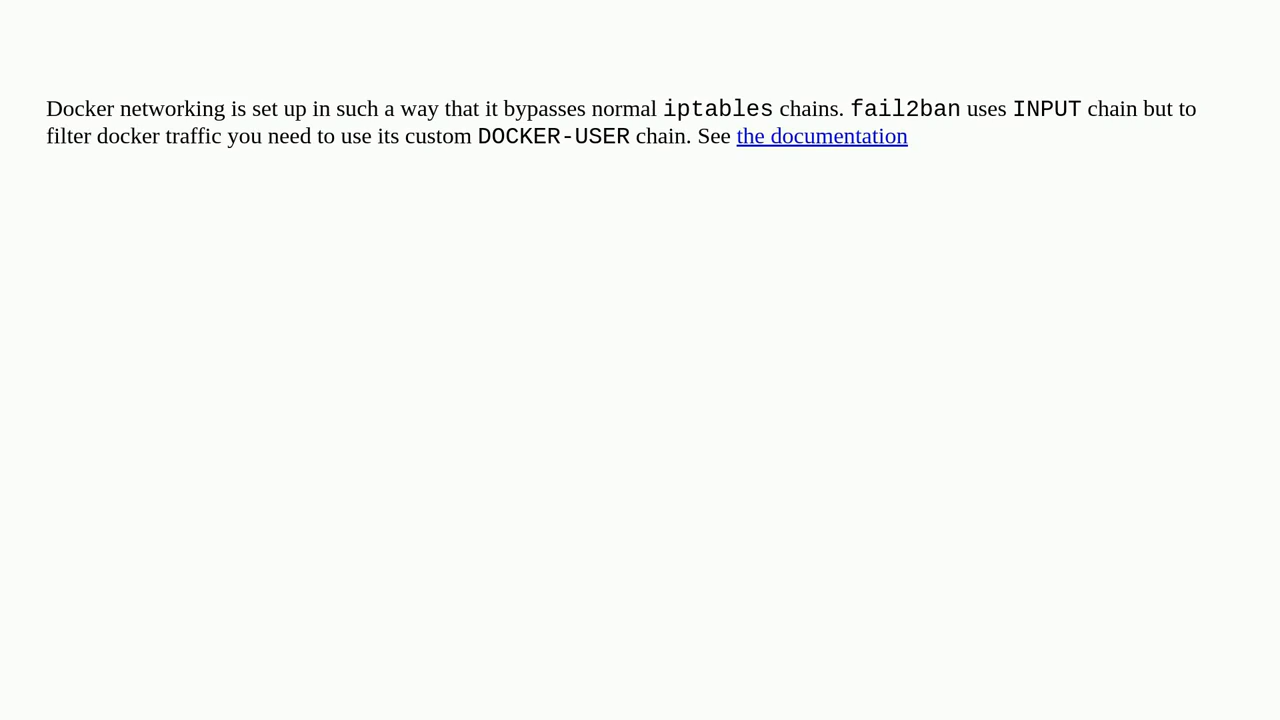 Docker networking is set up in such a way that it bypasses normal iptables chains. fail2ban uses INPUT chain but to
filter docker traffic you need to use its custom DOCKER-USER chain. See the documentation